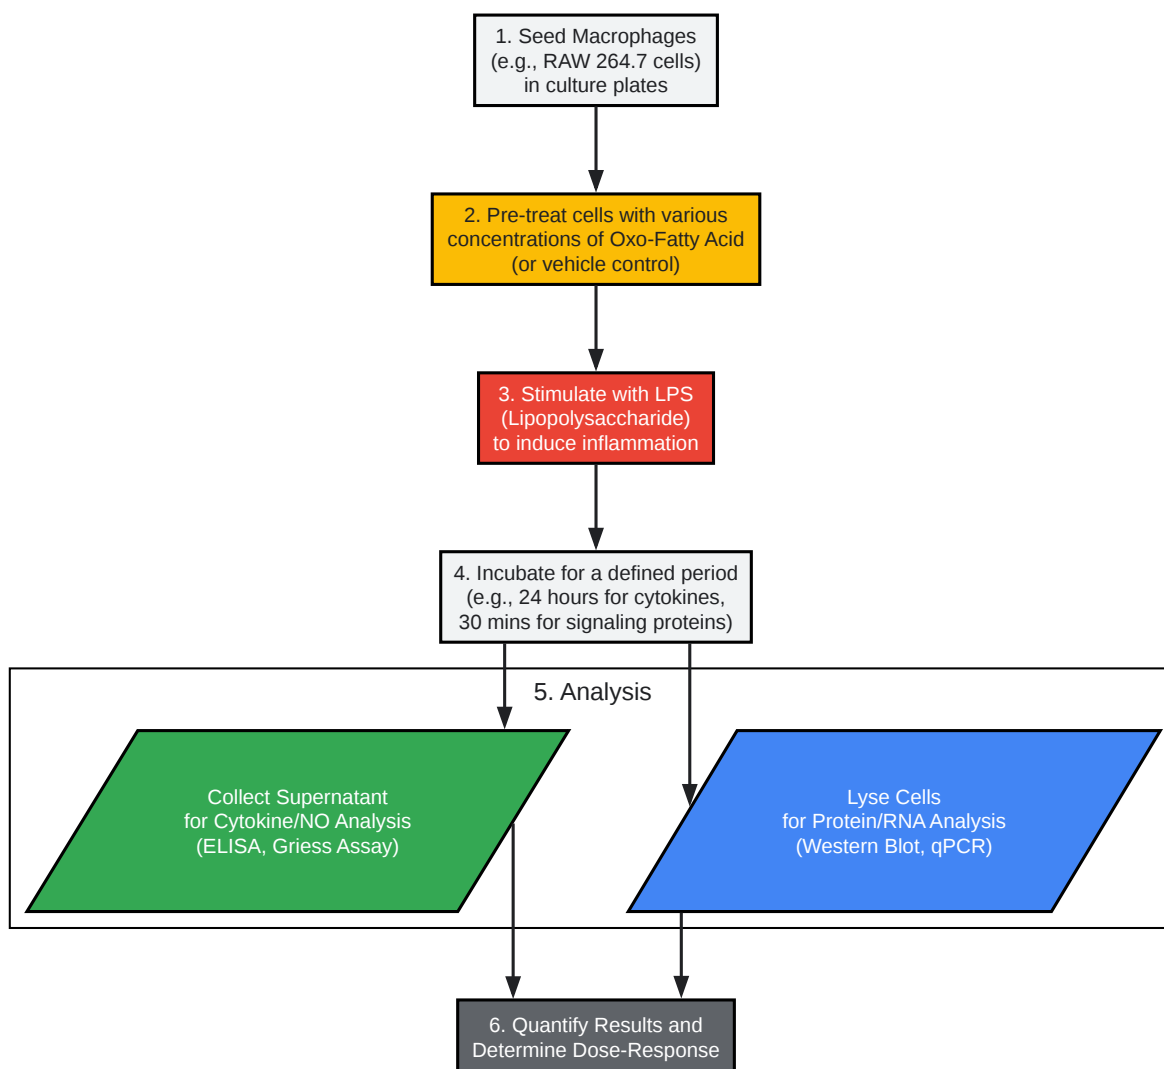 1. Seed Macrophages
(e.g., RAW 264.7 cells)
in culture plates
2. Pre-treat cells with various
concentrations of Oxo-Fatty Acid
(or vehicle control)
3. Stimulate with LPS
(Lipopolysaccharide)
to induce inflammation
4. Incubate for a defined period
(e.g., 24 hours for cytokines,
30 mins for signaling proteins)
5. Analysis
Collect Supernatant
for Cytokine/NO Analysis
(ELISA, Griess Assay)
Lyse Cells
for Protein/RNA Analysis
(Western Blot, qPCR)
6. Quantify Results and
Determine Dose-Response